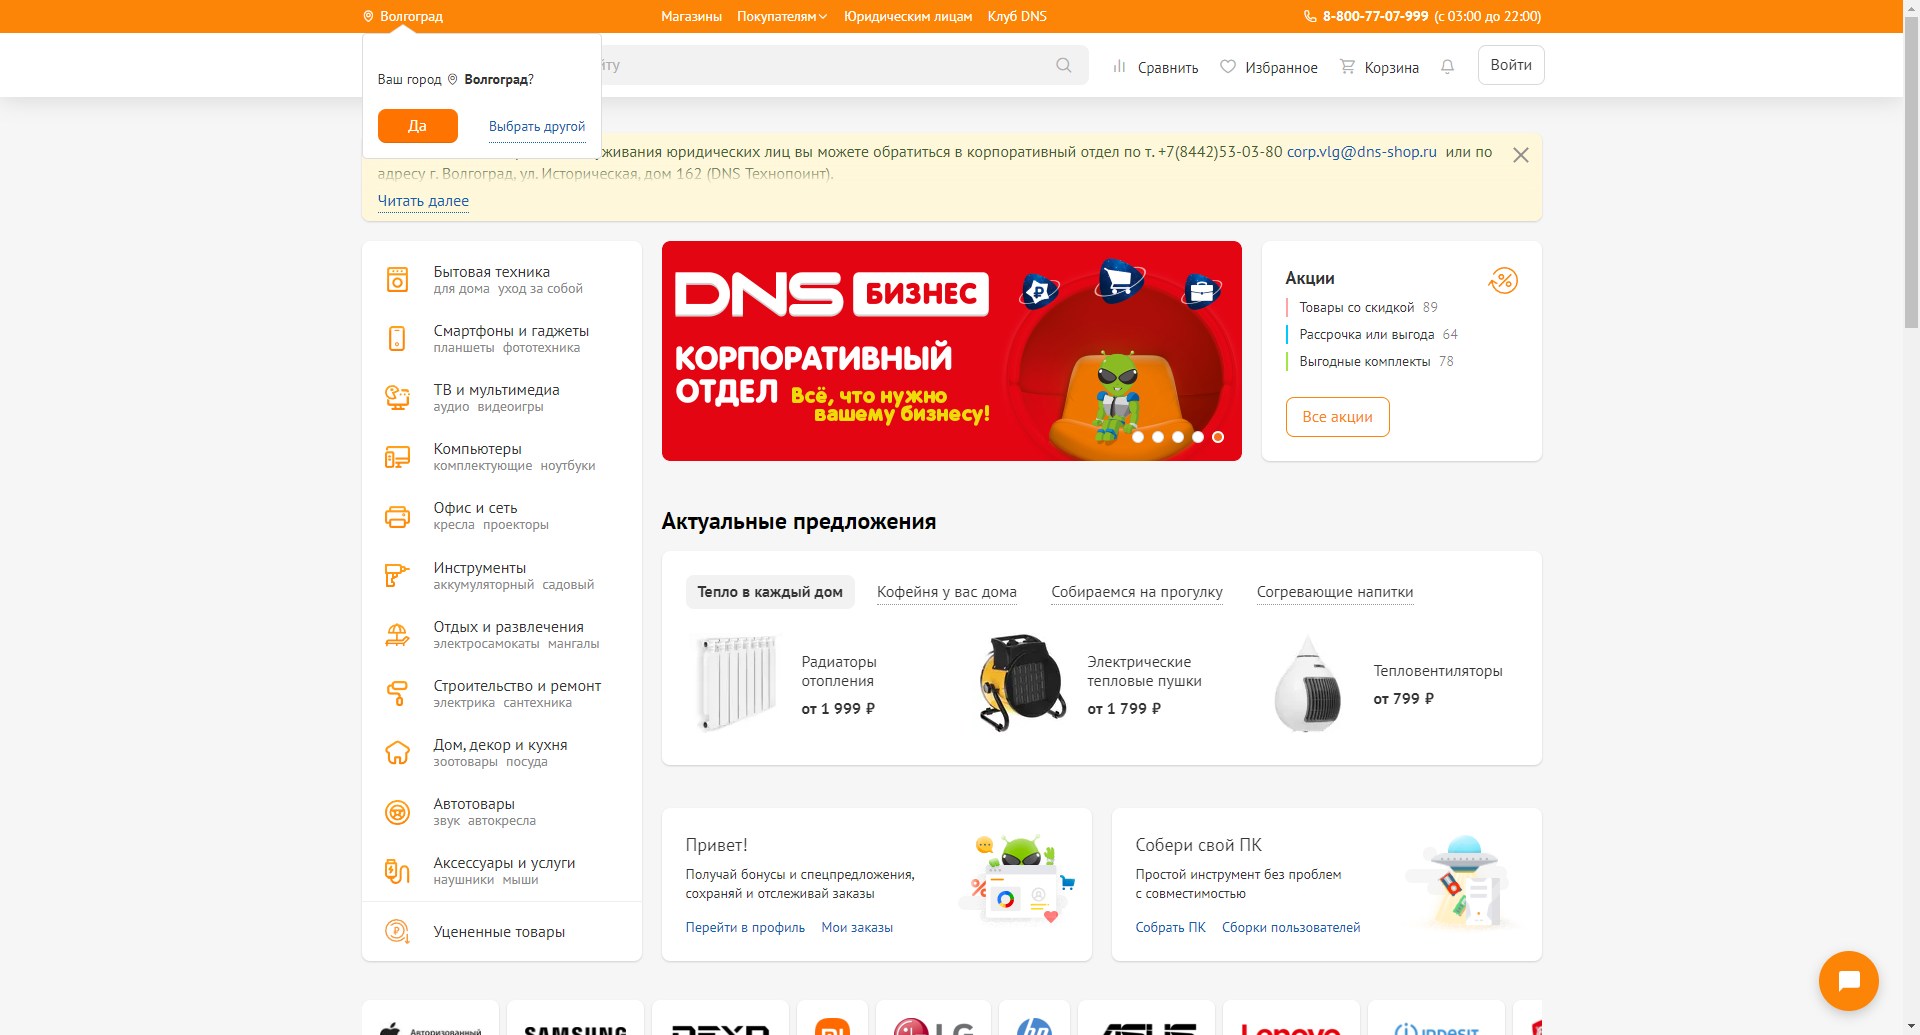 Волгоград
Магазины Покупателям Юридическим лицам Клуб DNS
8-800-77-07-999 (с 03:00 до 22:00)
Ваш город Волгоград?
Да Выбрать другой
йту
Сравнить Избранное Корзина Войти
живания юридических лиц вы можете обратиться в корпоративный отдел по т. +7(8442)53-03-80 corp.vlg@dns-shop.ru или по
адресу г. Волгоград, ул. Историческая, дом 162 (DNS Технопоинт).
Читать далее
Бытовая техника
для дома уход за собой
Смартфоны и гаджеты
планшеты фототехника
ТВ и мультимедиа
аудио видеоигры
Компьютеры
комплектующие ноутбуки
Офис и сеть
кресла проекторы
Инструменты
аккумуляторный садовый
Отдых и развлечения
электросамокаты мангалы
Строительство и ремонт
электрика сантехника
Дом, декор и кухня
зоотовары посуда
Автотовары
звук автокресла
Аксессуары и услуги
наушники мыши
Уцененные товары
DNS БИЗНЕС
КОРПОРАТИВНЫЙ
ОТДЕЛ Всё, что нужно
вашему бизнесу!
Акции
Товары со скидкой 89
Рассрочка или выгода 64
Выгодные комплекты 78
Все акции
Актуальные предложения
Тепло в каждый дом Кофейня у вас дома Собираемся на прогулку Согревающие напитки
Радиаторы
отопления
от 1 999 ₽
Электрические
тепловые пушки
от 1 799 ₽
Тепловентиляторы
от 799 ₽
Привет!
Получай бонусы и спецпредложения,
сохраняй и отслеживай заказы
Перейти в профиль Мои заказы
Собери свой ПК
Простой инструмент без проблем
с совместимостью
Собрать ПК Сборки пользователей
Авторизованный SAMSUNG DEXP LG hp ASUS Lenovo indesit